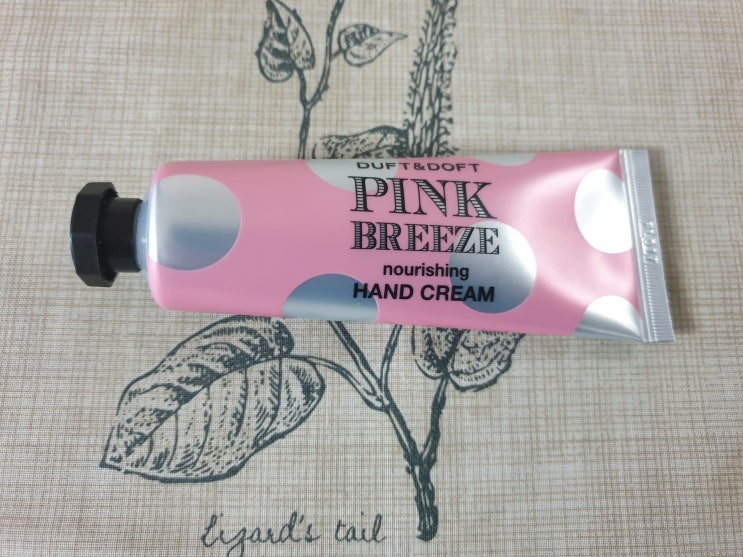 DUFT&DOFT
PINK
BREEZE
nourishing
HAND CREAM
lizard's tail